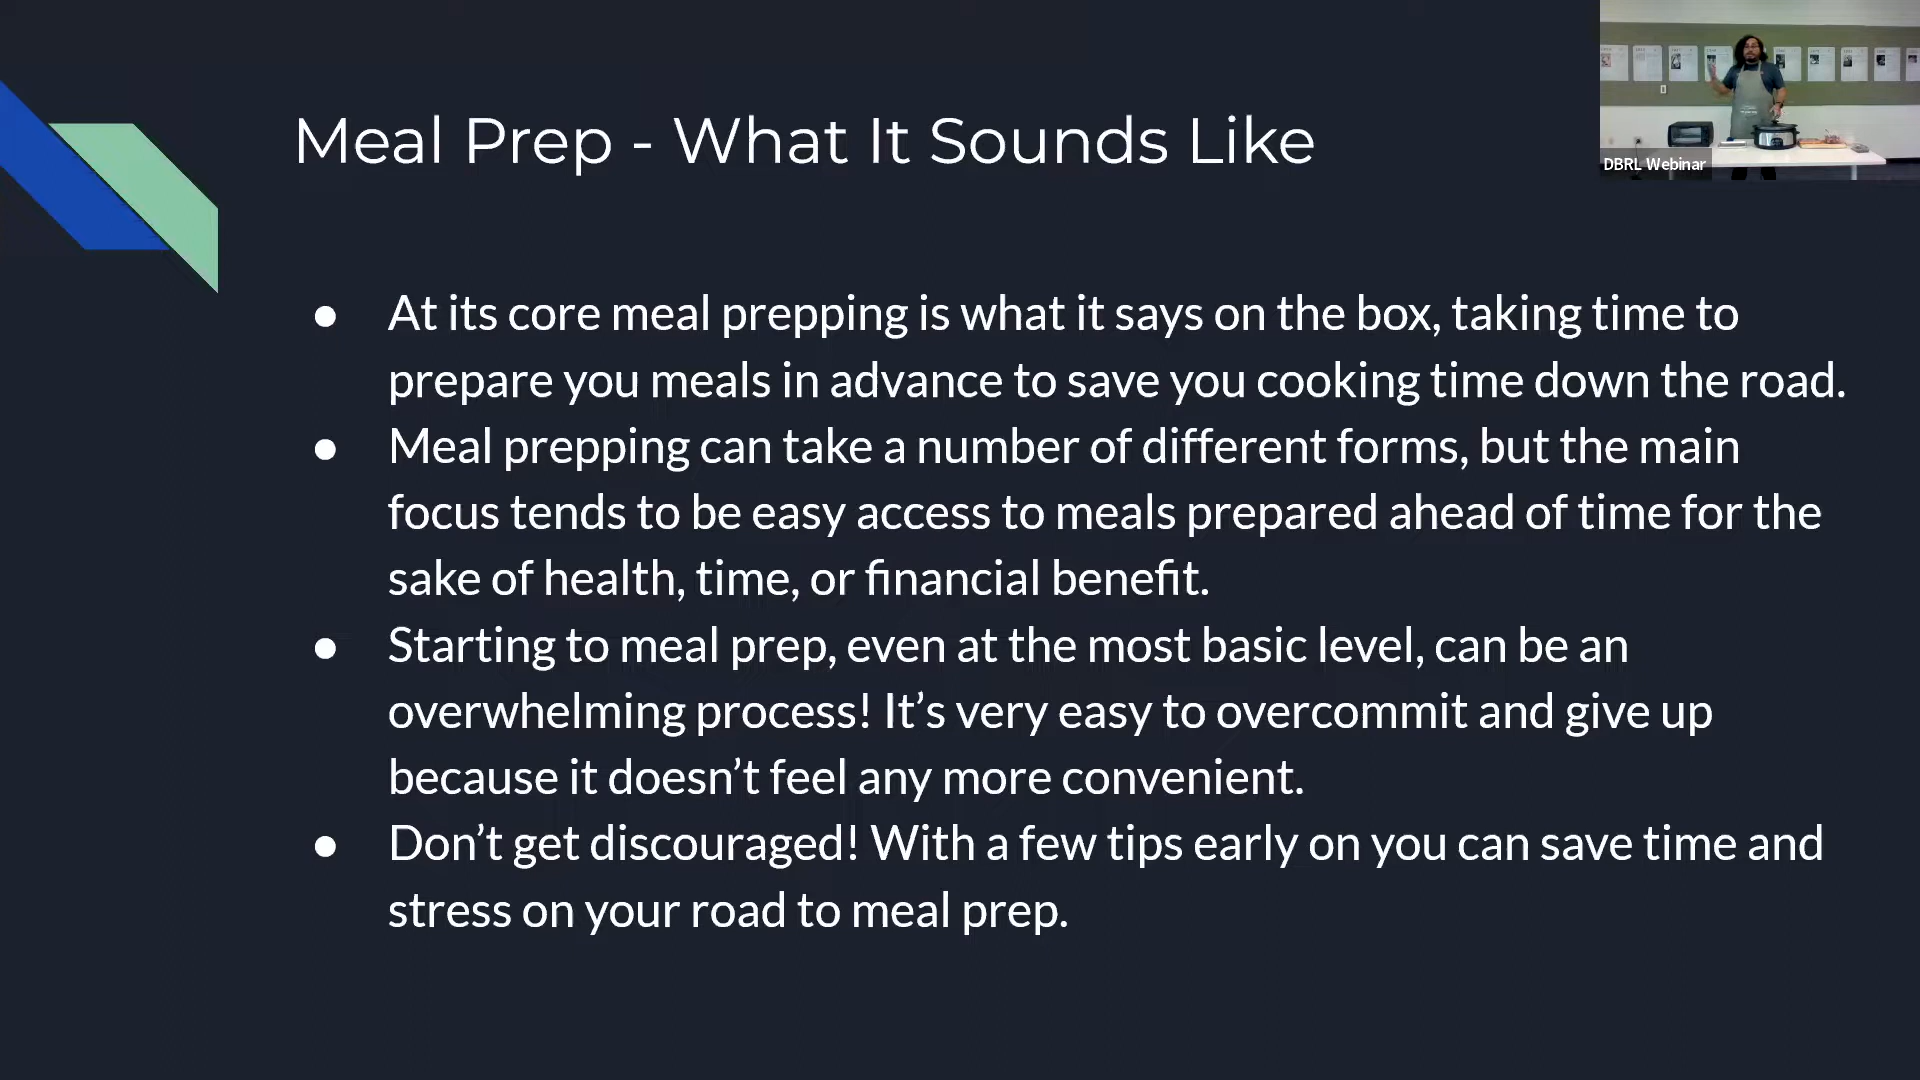 Meal Prep - What It Sounds Like
DBRL Webinar
● At its core meal prepping is what it says on the box, taking time to
prepare you meals in advance to save you cooking time down the road.
● Meal prepping can take a number of different forms, but the main
focus tends to be easy access to meals prepared ahead of time for the
sake of health, time, or financial benefit.
● Starting to meal prep, even at the most basic level, can be an
overwhelming process! It’s very easy to overcommit and give up
because it doesn’t feel any more convenient.
● Don’t get discouraged! With a few tips early on you can save time and
stress on your road to meal prep.